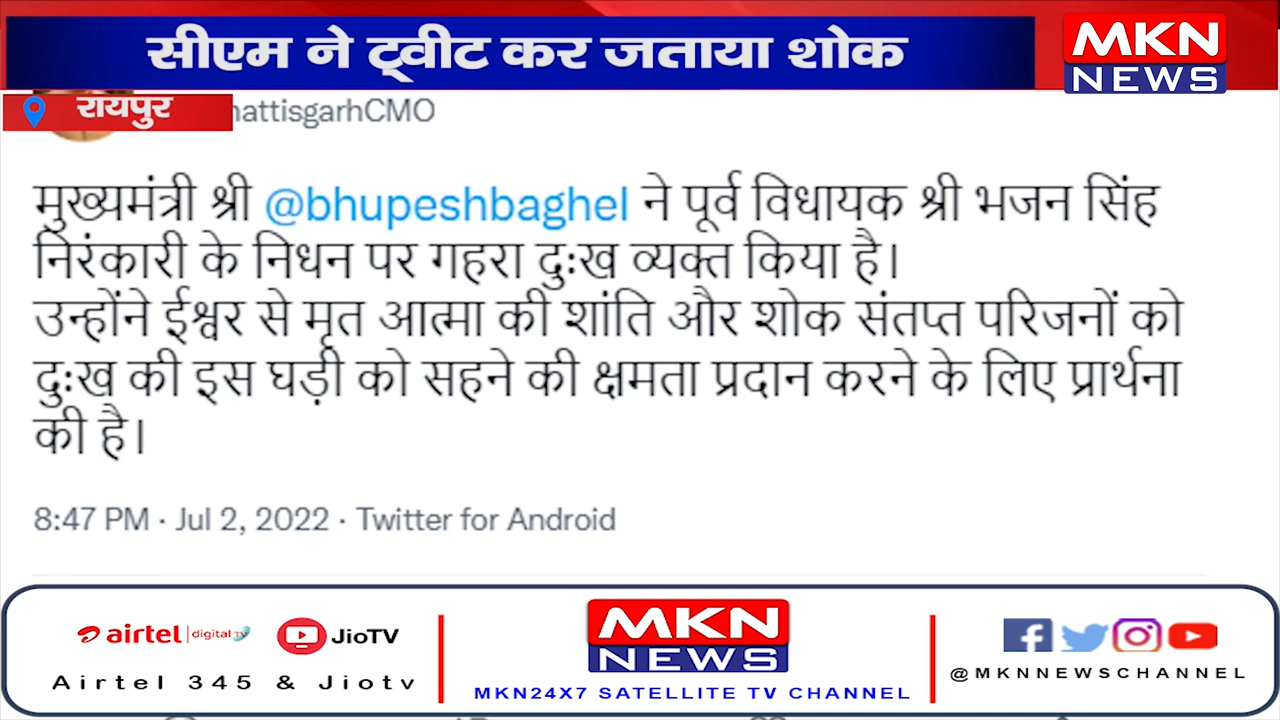 सीएम ने ट्वीट कर जताया शोक
MKN
NEWS
रायपुर
hattisgarhCMO
मुख्यमंत्री श्री @bhupeshbaghel ने पूर्व विधायक श्री भजन सिंह
निरंकारी के निधन पर गहरा दुःख व्यक्त किया है।
उन्होंने ईश्वर से मृत आत्मा की शांति और शोक संतप्त परिजनों को
दुःख की इस घड़ी को सहने की क्षमता प्रदान करने के लिए प्रार्थना
की है।
8:47 PM · Jul 2, 2022 · Twitter for Android
airtel digital TV
JioTV
Airtel 345 & Jiotv
MKN
NEWS
MKN24X7 SATELLITE TV CHANNEL
@MKNNEWSCHANNEL